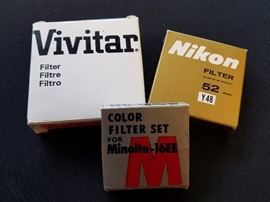 Vivitar
Filter
Filtre
Filtro
Nikon
FILTER
52
Y48
COLOR
FILTER SET
FOR
Minolta-16EE
M